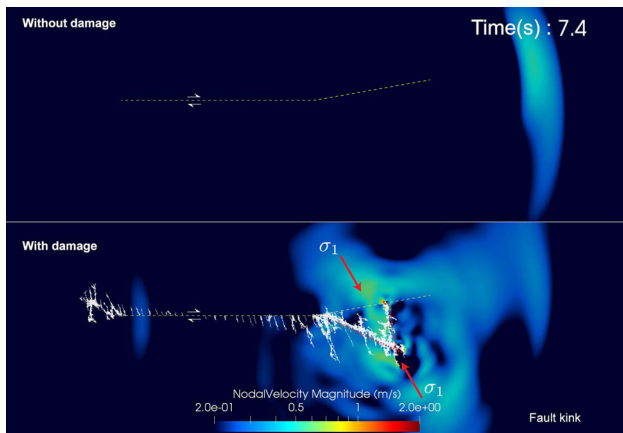 Without damage
Time(s) : 7.4
With damage
σ1
σ1
NodalVelocity Magnitude (m/s)
2.0e-01 0.5 1 2.0e+00
Fault kink